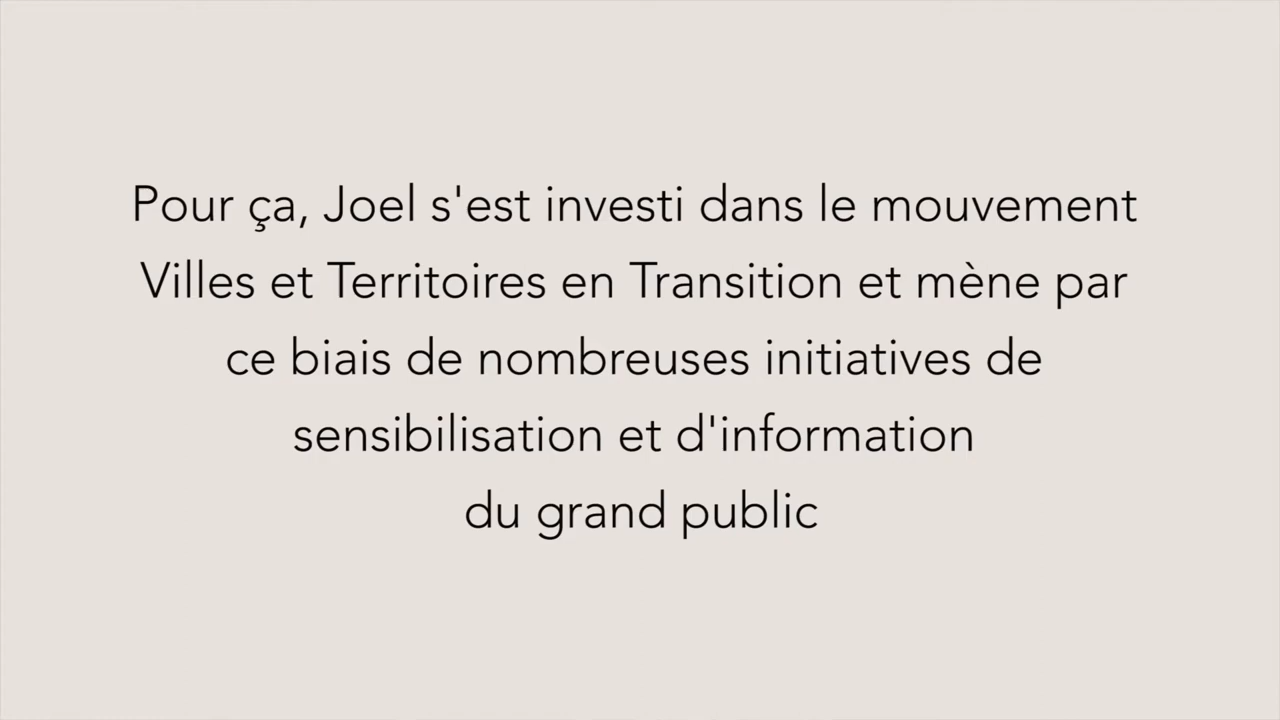 Pour ça, Joel s'est investi dans le mouvement
Villes et Territoires en Transition et mène par
ce biais de nombreuses initiatives de
sensibilisation et d'information
du grand public